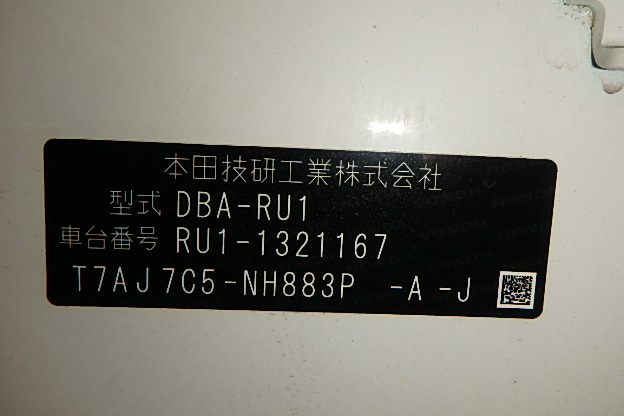 本田技研工業株式会社
型式 DBA-RU1
車台番号 RU1-1321167
T7AJ7C5-NH883P -A -J